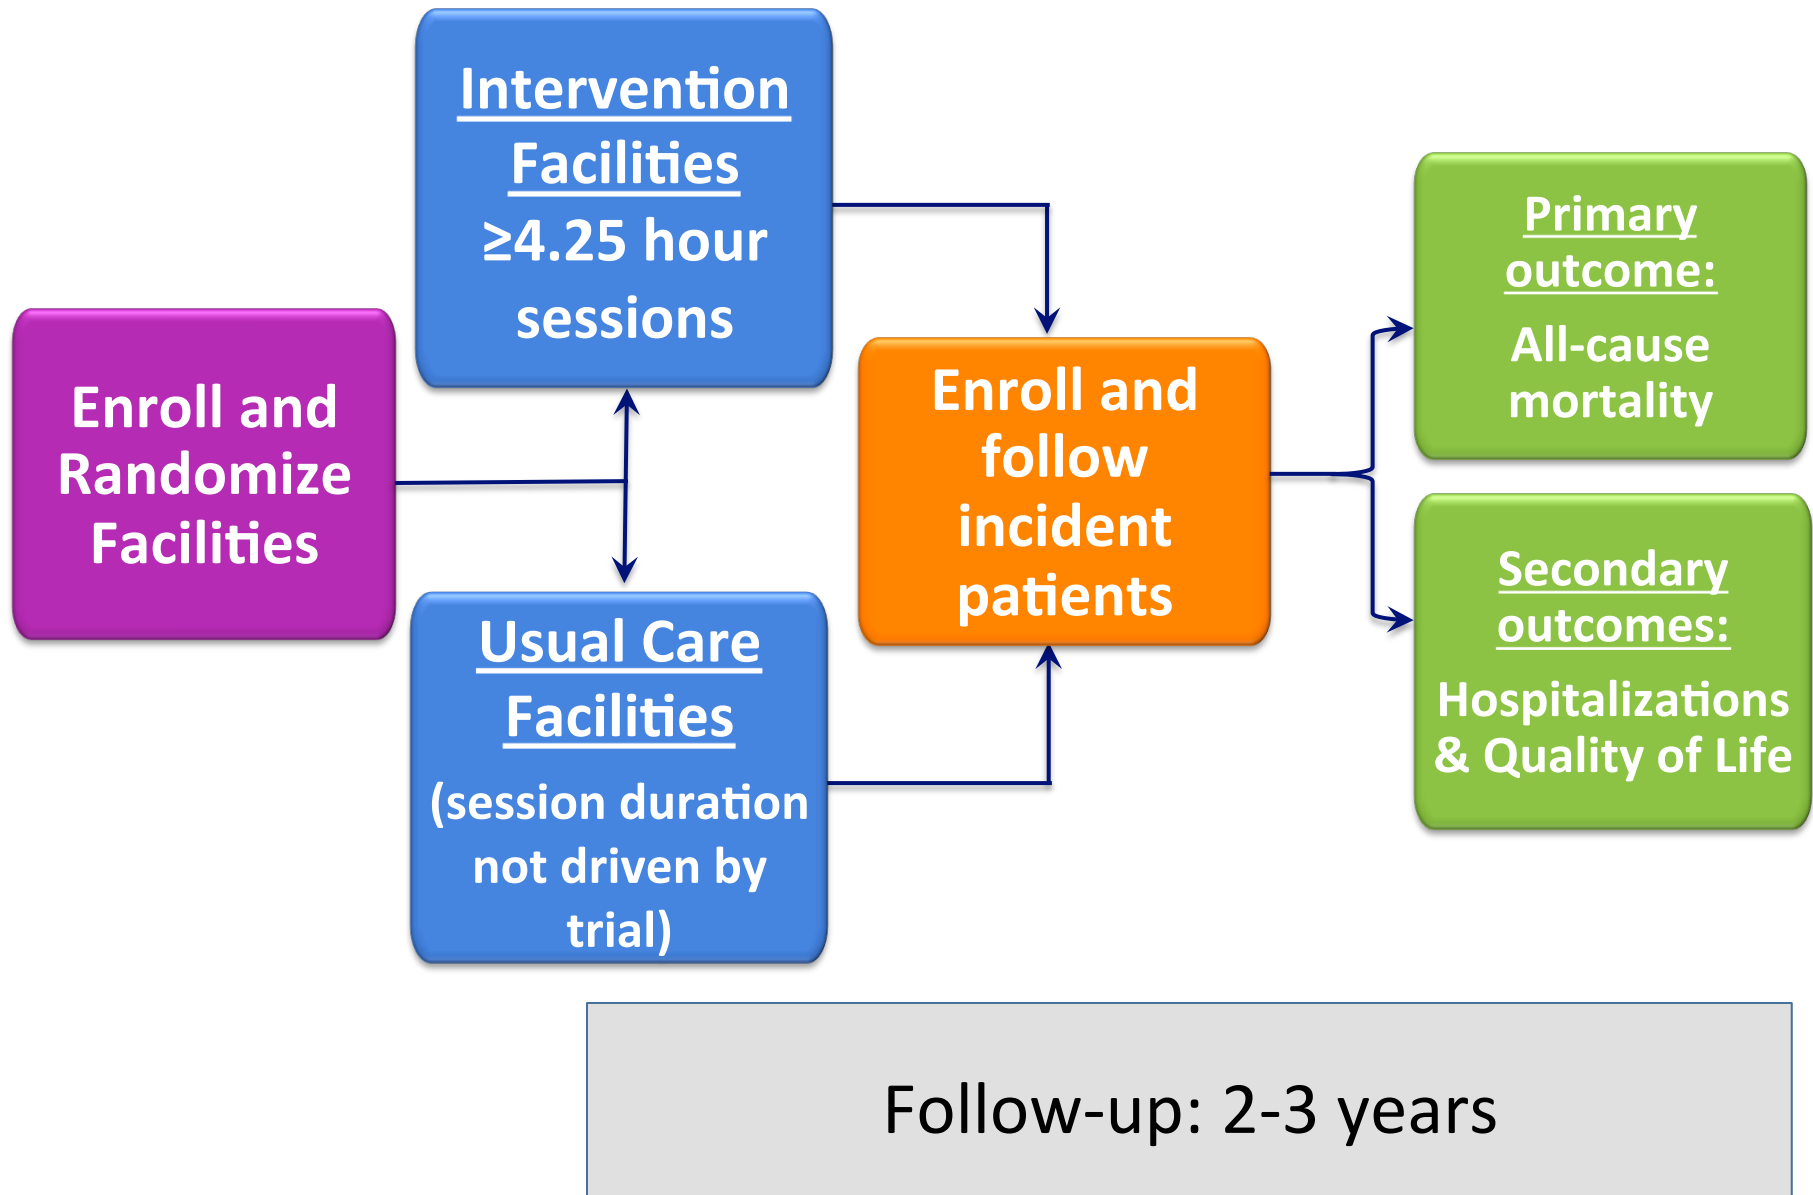 Enroll and
Randomize
Facilities
Intervention
Facilities
≥4.25 hour
sessions
Usual Care
Facilities
(session duration
not driven by
trial)
Enroll and
follow
incident
patients
Primary
outcome:
All-cause
mortality
Secondary
outcomes:
Hospitalizations
& Quality of Life
Follow-up: 2-3 years